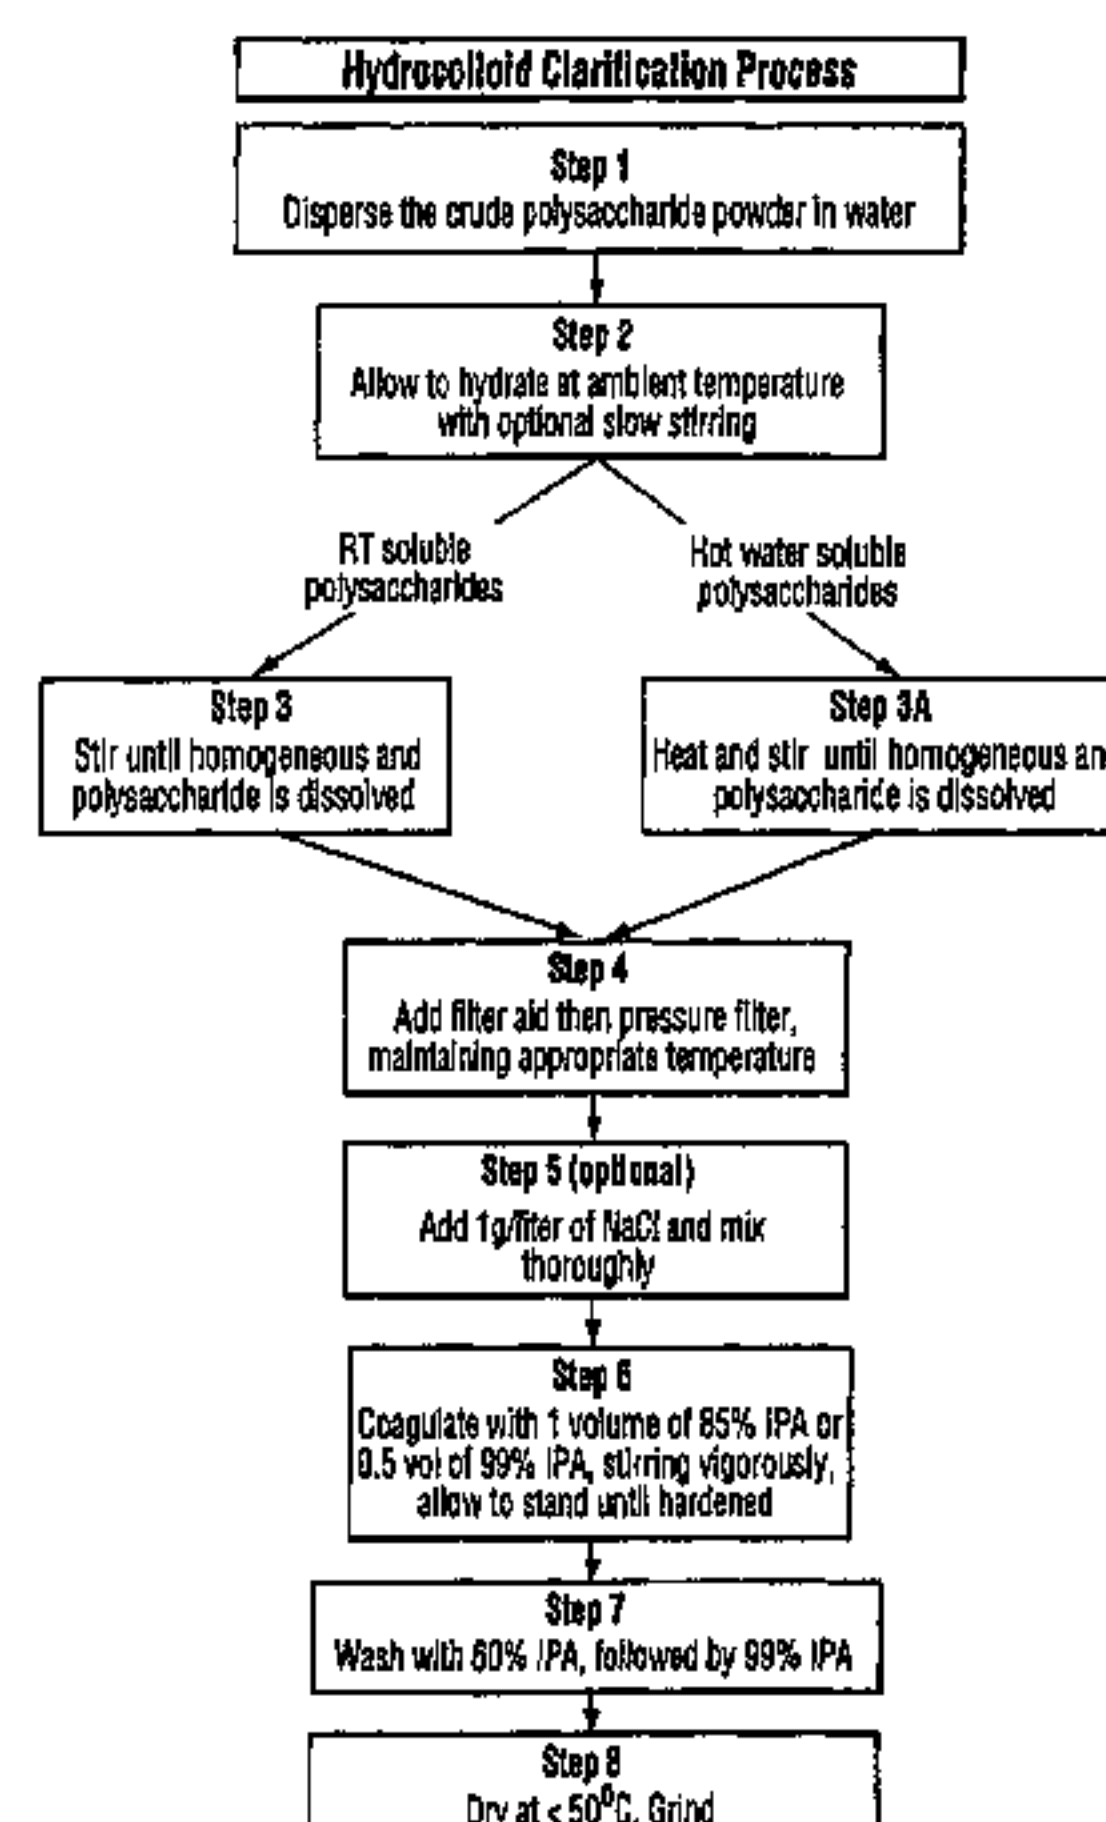 Hydrocolloid Clarification Process
Step 1
Disperse the crude polysaccharide powder in water
Step 2
Allow to hydrate at ambient temperature
with optional slow stirring
RT soluble
polysaccharides
Hot water soluble
polysaccharides
Step 3
Stir until homogeneous and
polysaccharide is dissolved
Step 3A
Heat and stir until homogeneous an
polysaccharide is dissolved
Step 4
Add filter aid then pressure filter,
maintaining appropriate temperature
Step 5 (optional)
Add 1g/liter of NaCl and mix
thoroughly
Step 6
Coagulate with 1 volume of 85% IPA or
0.5 vol of 99% IPA, stirring vigorously,
allow to stand until hardened
Step 7
Wash with 60% IPA, followed by 99% IPA
Step 8
Dry at < 50⁰C. Grind